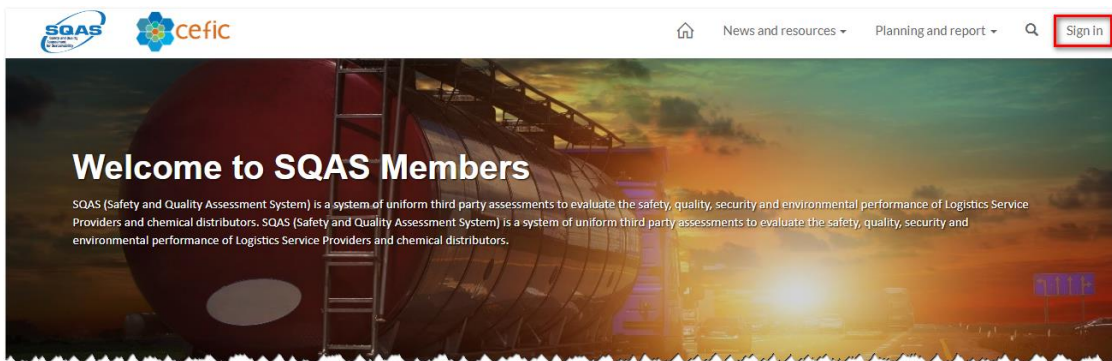 SQAS
cefic
News and resources
Planning and report
Sign in
Welcome to SQAS Members
SQAS (Safety and Quality Assessment System) is a system of uniform third party assessments to evaluate the safety, quality, security and environmental performance of Logistics Service
Providers and chemical distributors. SQAS (Safety and Quality Assessment System) is a system of uniform third party assessments to evaluate the safety, quality, security and
environmental performance of Logistics Service Providers and chemical distributors.